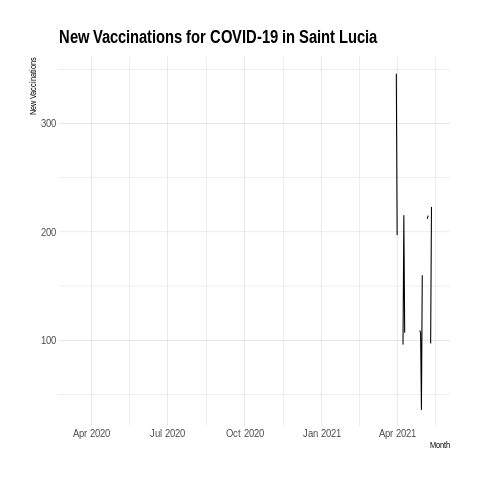 New Vaccinations for COVID-19 in Saint Lucia
New Vaccinations
300
200
100
Apr 2020 Jul 2020 Oct 2020 Jan 2021 Apr 2021
Month